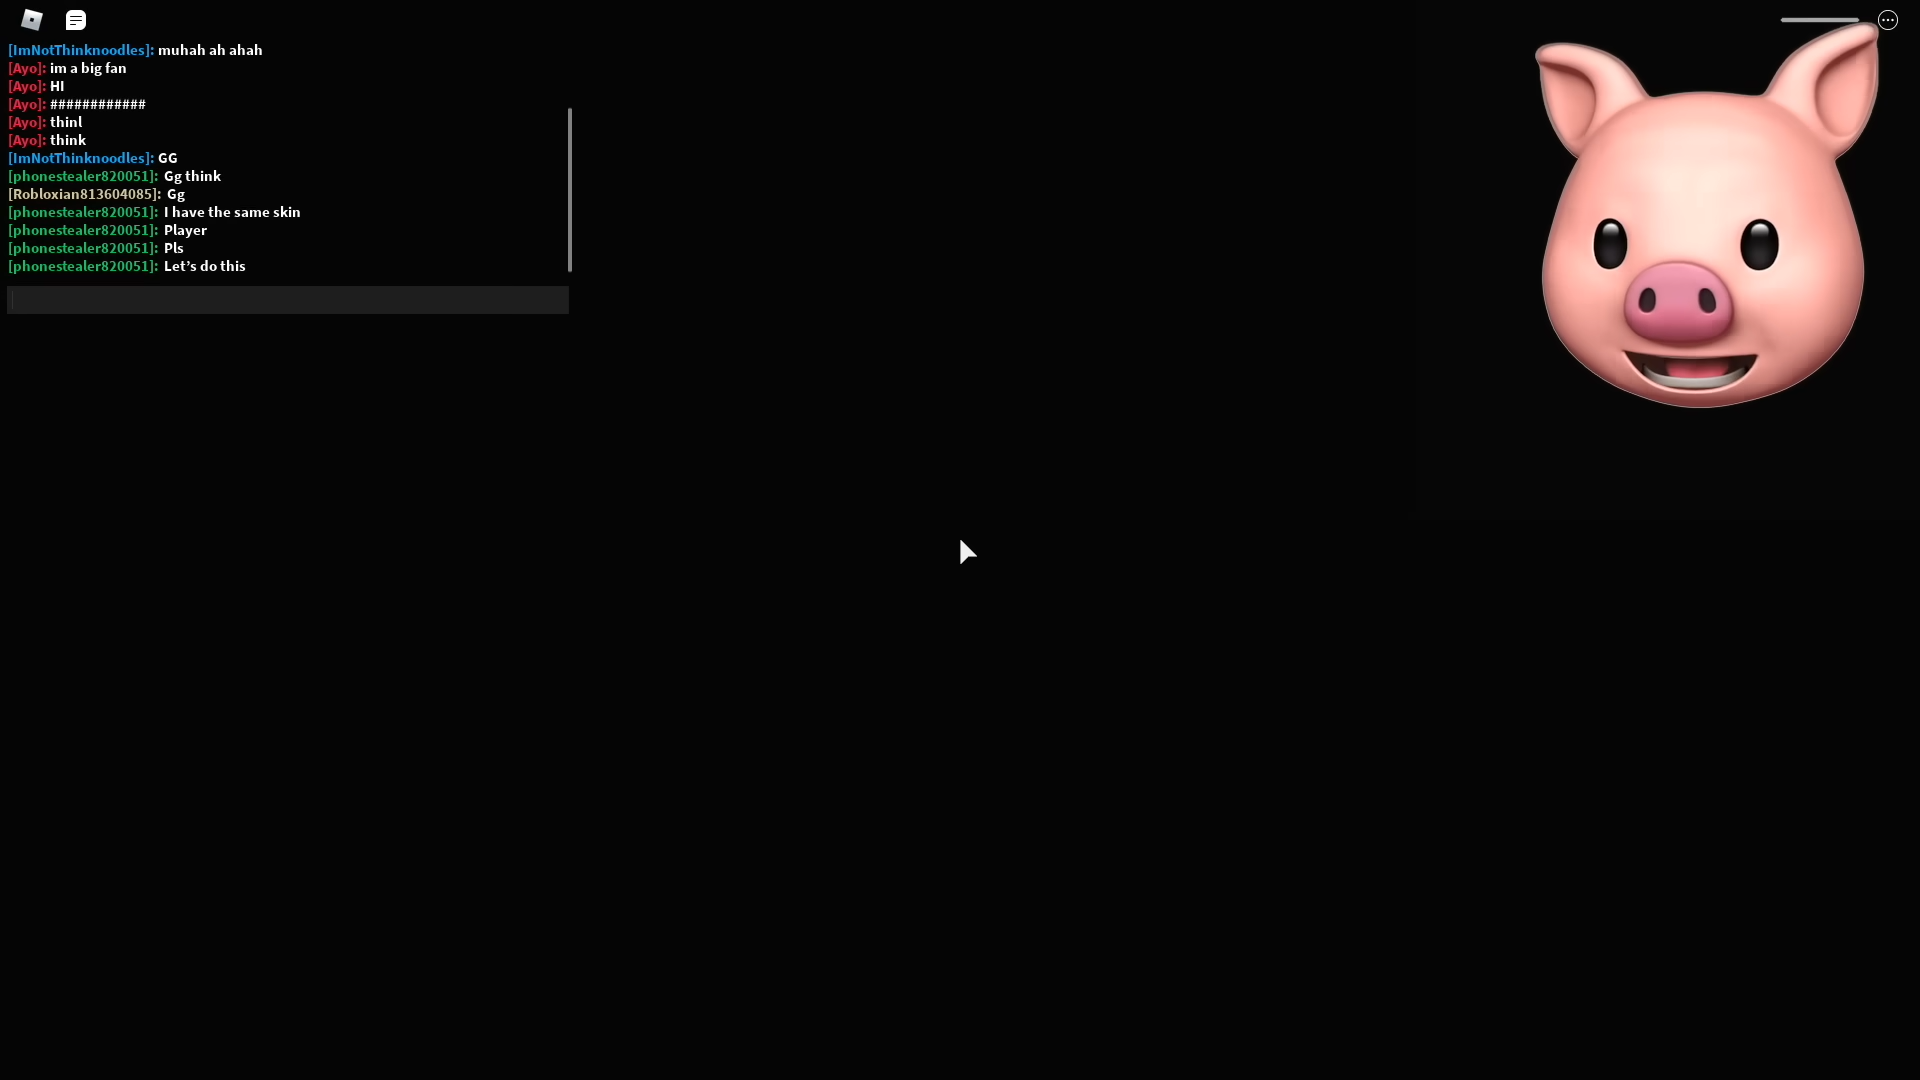 [ImNotThinknoodles]: muhah ah ahah
[Ayo]: im a big fan
[Ayo]: HI
[Ayo]: ############
[Ayo]: thinl
[Ayo]: think
[ImNotThinknoodles]: GG
[phonestealer820051]: Gg think
[Robloxian813604085]: Gg
[phonestealer820051]: I have the same skin
[phonestealer820051]: Player
[phonestealer820051]: Pls
[phonestealer820051]: Let’s do this